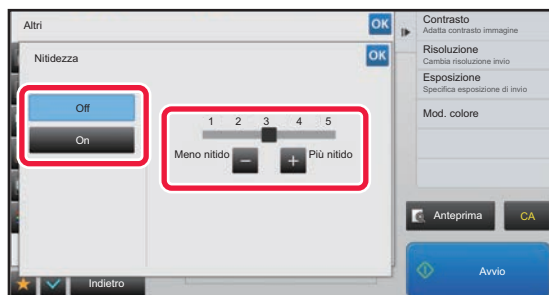 Altri
OK
Nitidezza
OK
Off
On
1 2 3 4 5
Meno nitido
Più nitido
Indietro
Contrasto
Adatta contrasto immagine
Risoluzione
Cambia risoluzione invio
Esposizione
Specifica esposizione di invio
Mod. colore
Anteprima
CA
Avvio